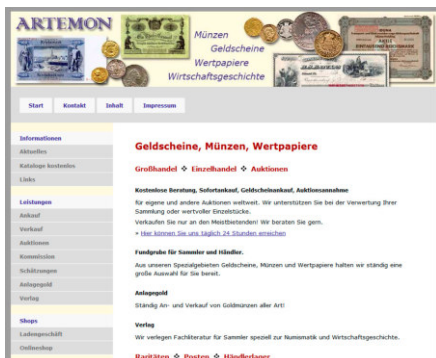 ARTEMON
Münzen
Geldscheine
Wertpapiere
Wirtschaftsgeschichte
Start Kontakt Inhalt Impressum
Informationen
Aktuelles
Kataloge kostenlos
Links
Leistungen
Ankauf
Verkauf
Auktionen
Kommission
Schätzungen
Anlagegold
Verlag
Shops
Ladengeschäft
Onlineshop
Geldscheine, Münzen, Wertpapiere
Großhandel ❖ Einzelhandel ❖ Auktionen
Kostenlose Beratung, Sofortankauf, Geldscheinankauf, Auktionsannahme
für eigene und andere Auktionen weltweit. Wir unterstützen Sie bei der Verwertung Ihrer
Sammlung oder wertvoller Einzelstücke.
Verkaufen Sie nur an den Meistbietenden! Wir beraten Sie gern.
» Hier können Sie uns täglich 24 Stunden erreichen
Fundgrube für Sammler und Händler.
Aus unseren Spezialgebieten Geldscheine, Münzen und Wertpapiere halten wir ständig eine
große Auswahl für Sie bereit.
Anlagegold
Ständig An- und Verkauf von Goldmünzen aller Art!
Verlag
Wir verlegen Fachliteratur für Sammler speziell zur Numismatik und Wirtschaftsgeschichte.
Raritäten ❖ Posten ❖ Händlerlager